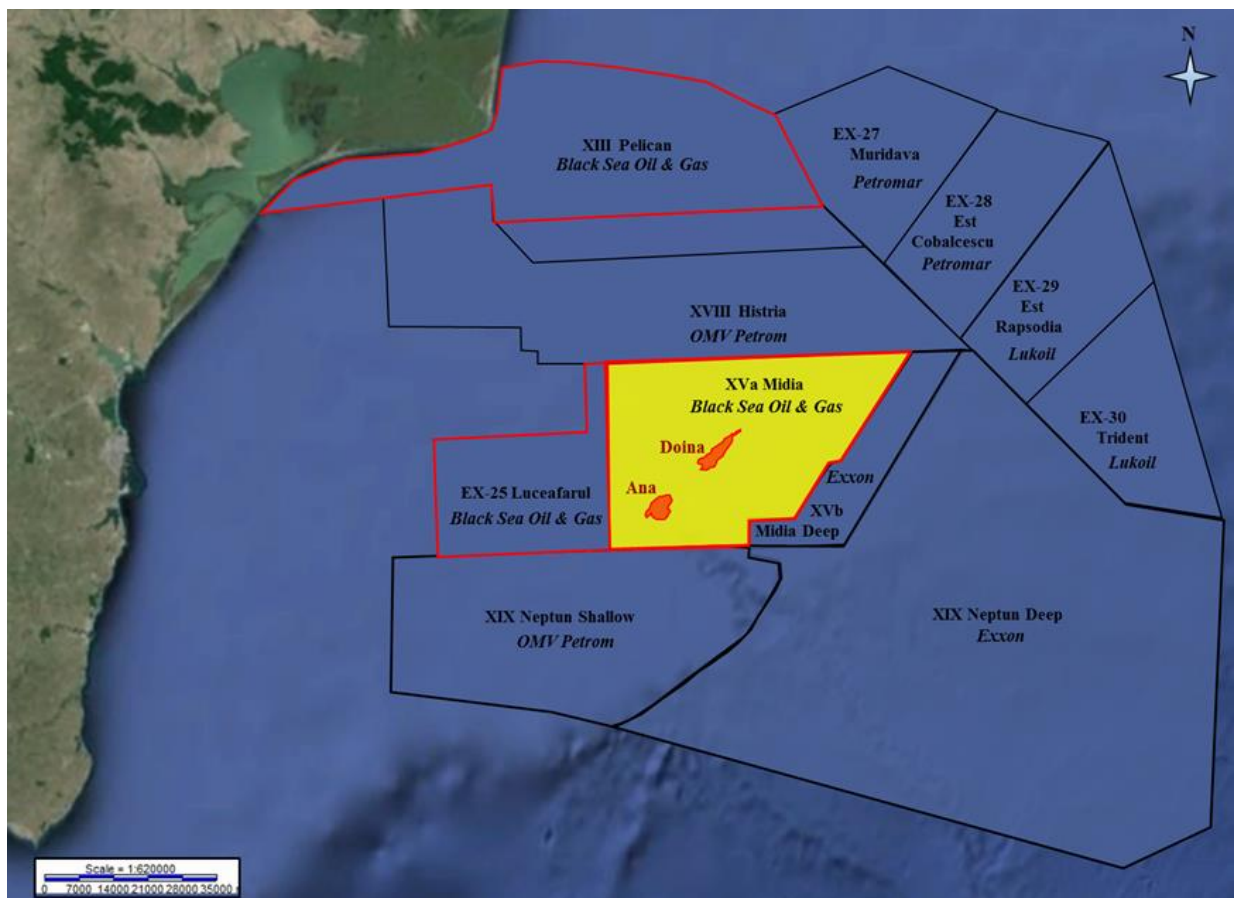 N
XIII Pelican
Black Sea Oil & Gas
EX-27
Muridava
Petromar
EX-28
Est
Cobalcescu
Petromar
EX-29
Est
Rapsodia
Lukoil
XVIII Histria
OMV Petrom
XVa Midia
Black Sea Oil & Gas
EX-30
Trident
Lukoil
Doina
Ana
Exxon
XVb
Midia Deep
EX-25 Luceafarul
Black Sea Oil & Gas
XIX Neptun Shallow
OMV Petrom
XIX Neptun Deep
Exxon
Scale = 1:620000
0 7000 14000 21000 28000 35000